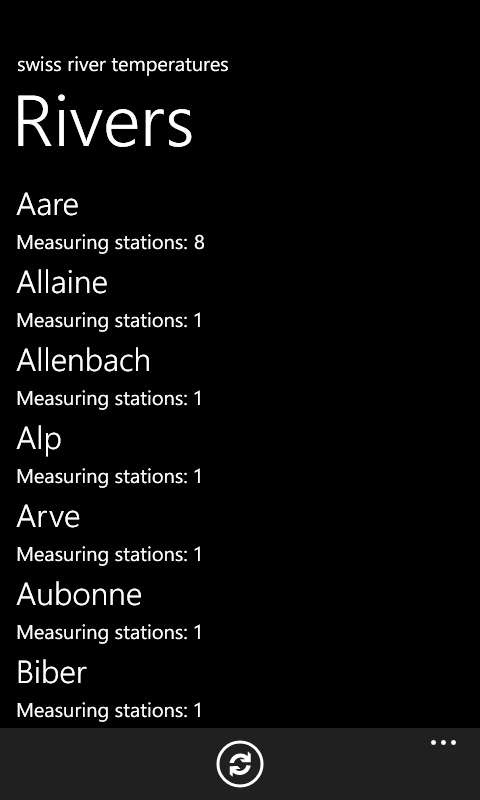 swiss river temperatures
Rivers
Aare
Measuring stations: 8
Allaine
Measuring stations: 1
Allenbach
Measuring stations: 1
Alp
Measuring stations: 1
Arve
Measuring stations: 1
Aubonne
Measuring stations: 1
Biber
Measuring stations: 1